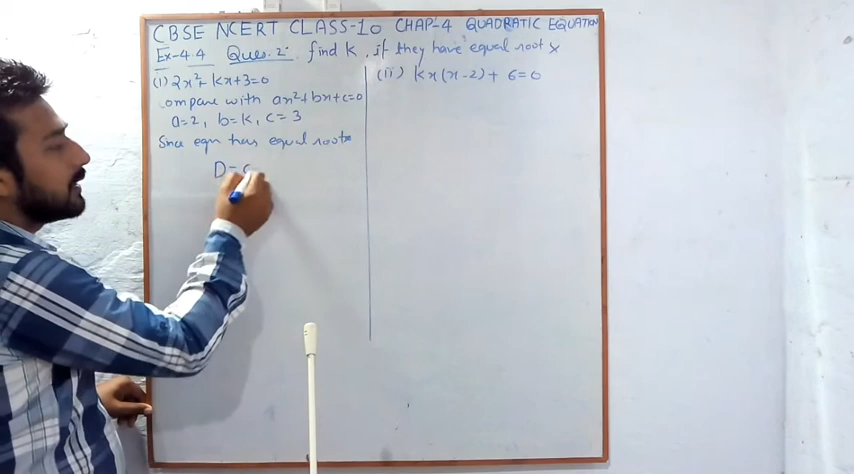 CBSE NCERT CLASS-10 CHAP-4 QUADRATIC EQUATION
Ex-4.4 Ques. 2: find k, if they have equal roots
(i) 2x²+kx+3=0
compare with ax²+bx+c=0
a=2, b=k, c=3
Since eqn has equal roots
D=
(ii) kx(x-2)+6=0